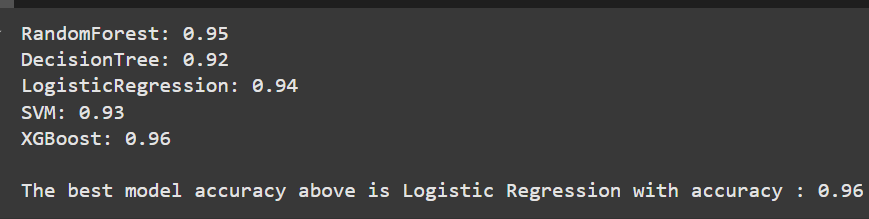 RandomForest: 0.95
DecisionTree: 0.92
LogisticRegression: 0.94
SVM: 0.93
XGBoost: 0.96
The best model accuracy above is Logistic Regression with accuracy : 0.96